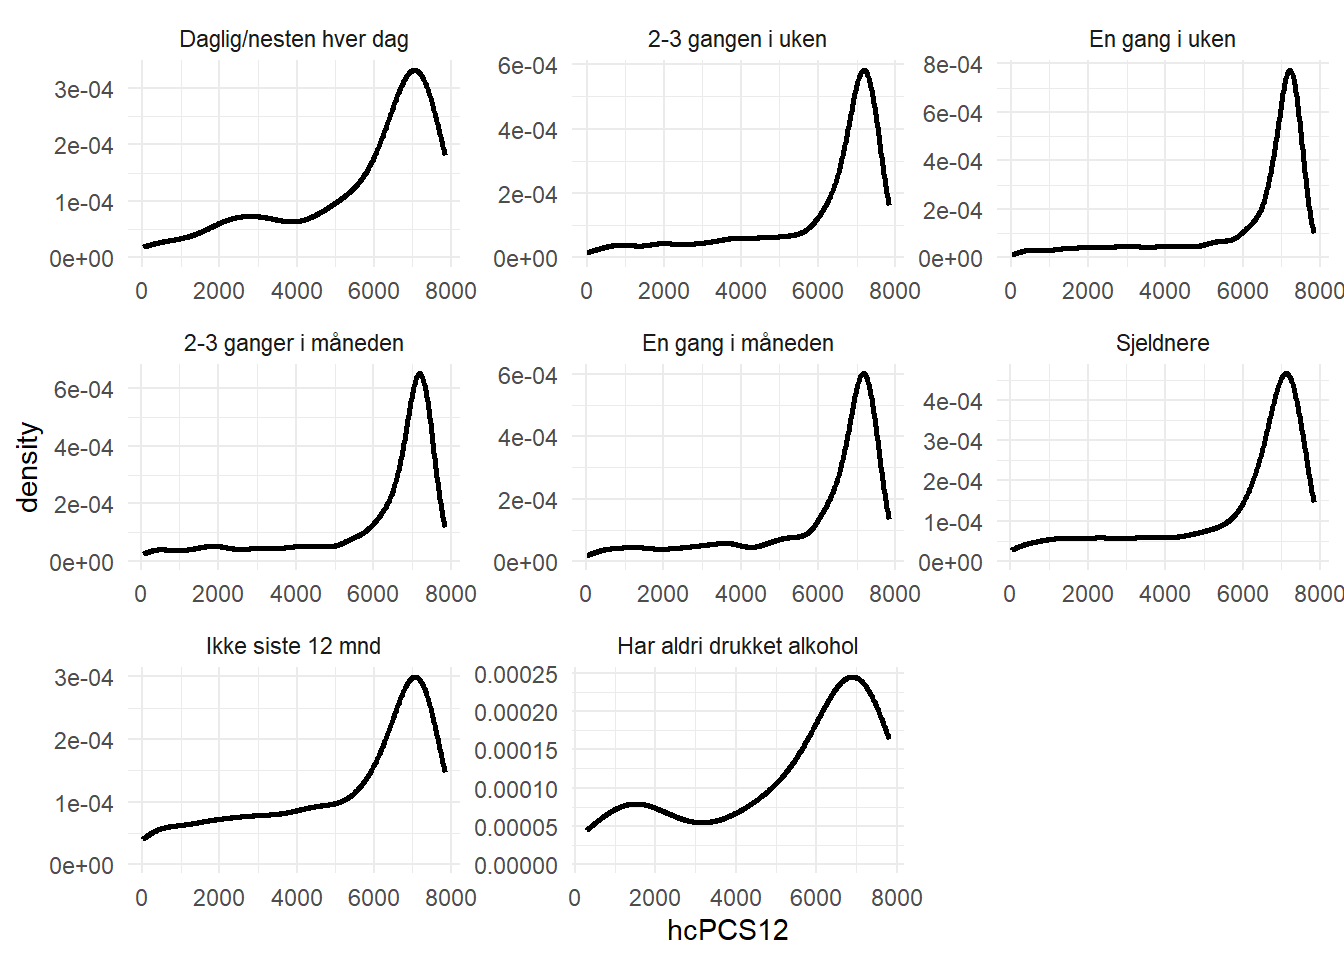 Daglig/nesten hver dag
2-3 gangen i uken
En gang i uken
3e-04
2e-04
1e-04
0e+00
6e-04
4e-04
2e-04
0e+00
8e-04
6e-04
4e-04
2e-04
0e+00
0 2000 4000 6000 8000
0 2000 4000 6000 8000
0 2000 4000 6000 8000
2-3 ganger i måneden
En gang i måneden
Sjeldnere
density
6e-04
4e-04
2e-04
0e+00
6e-04
4e-04
2e-04
0e+00
4e-04
3e-04
2e-04
1e-04
0e+00
0 2000 4000 6000 8000
0 2000 4000 6000 8000
0 2000 4000 6000 8000
Ikke siste 12 mnd
Har aldri drukket alkohol
3e-04
2e-04
1e-04
0e+00
0.00025
0.00020
0.00015
0.00010
0.00005
0.00000
0 2000 4000 6000 8000
0 2000 4000 6000 8000
hcPCS12